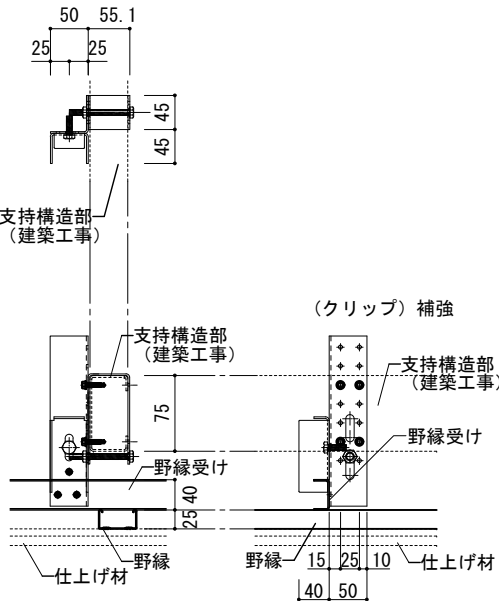 50 55.1
25 25
45
45
支持構造部
（建築工事）
（クリップ）補強
支持構造部
（建築工事）
支持構造部
（建築工事）
75
野縁受け
野縁受け
40
25
野縁
仕上げ材
野縁
15 25 10
仕上げ材
40 50